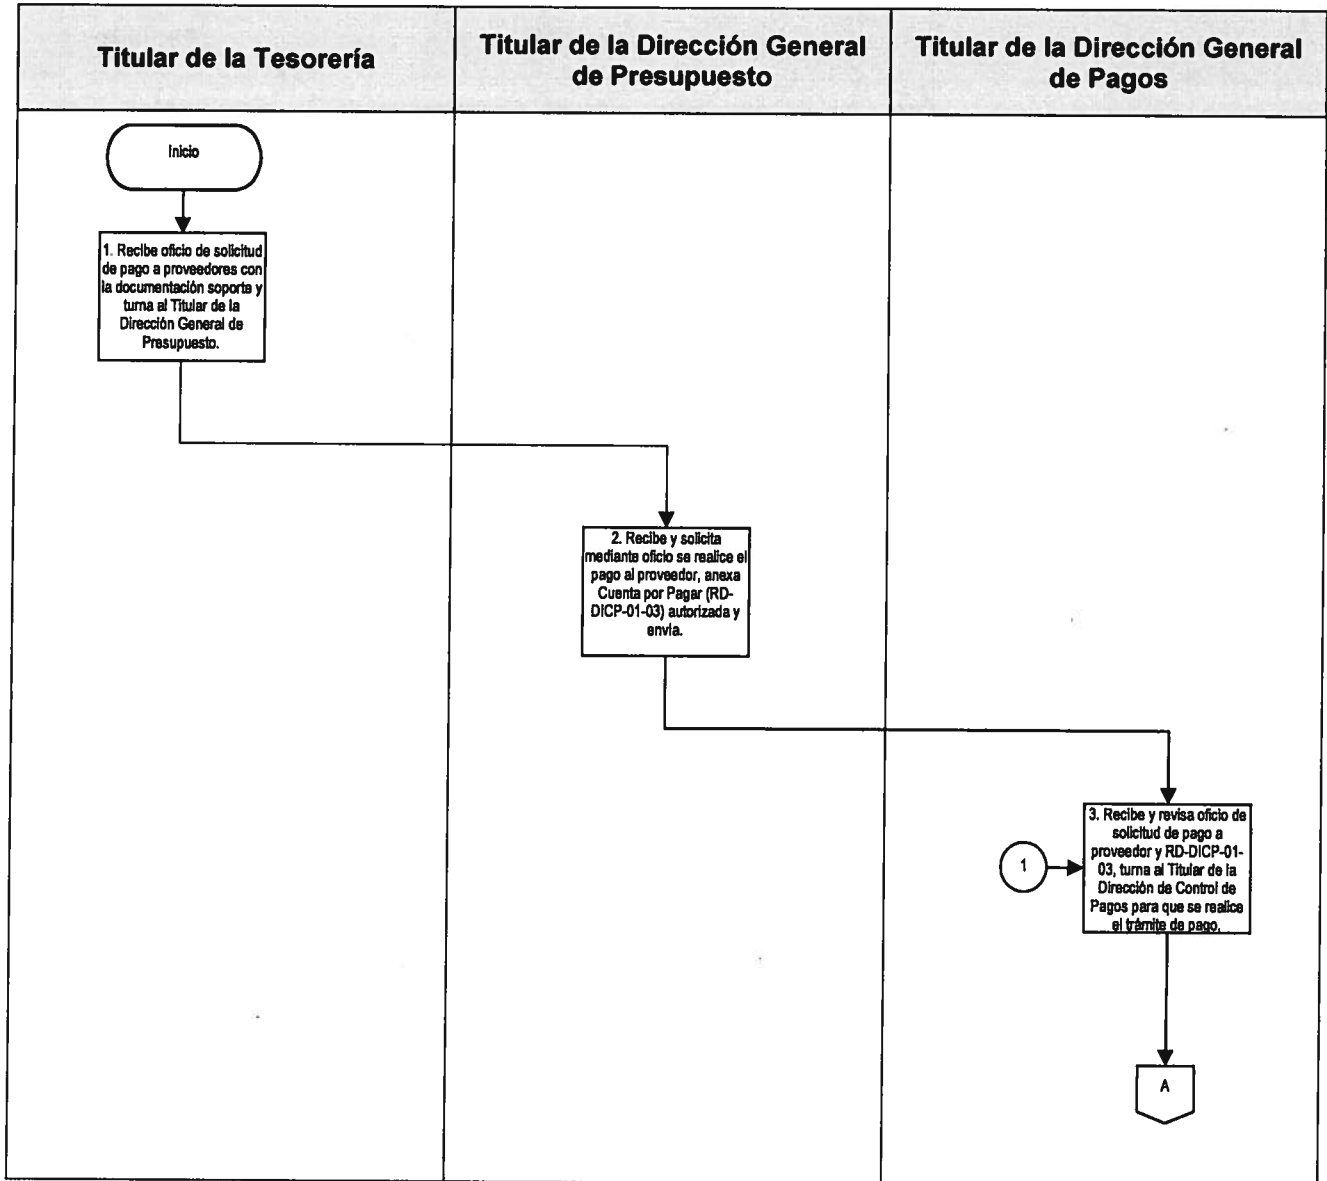 Titular de la Tesorería
Titular de la Dirección General
de Presupuesto
Titular de la Dirección General
de Pagos
Inicio
1. Recibe oficio de solicitud
de pago a proveedores con
la documentación soporte y
turna al Titular de la
Dirección General de
Presupuesto.
2. Recibe y solicita
mediante oficio se realice el
pago al proveedor, anexa
Cuenta por Pagar (RD-
DICP-01-03) autorizada y
envía.
3. Recibe y revisa oficio de
solicitud de pago a
proveedor y RD-DICP-01-
03, turna al Titular de la
Dirección de Control de
Pagos para que se realice
el trámite de pago.
1
A